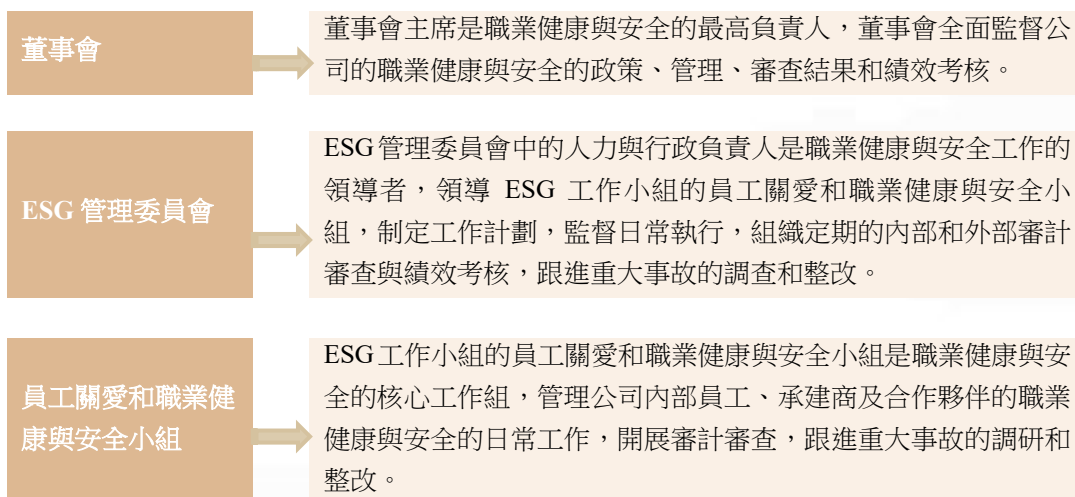 董事會
董事會主席是職業健康與安全的最高負責人，董事會全面監督公
司的職業健康與安全的政策、管理、審查結果和績效考核。
ESG 管理委員會
ESG 管理委員會中的人力與行政負責人是職業健康與安全工作的
領導者，領導 ESG 工作小組的員工關愛和職業健康與安全小
組，制定工作計劃，監督日常執行，組織定期的內部和外部審計
審查與績效考核，跟進重大事故的調查和整改。
員工關愛和職業健
康與安全小組
ESG 工作小組的員工關愛和職業健康與安全小組是職業健康與安
全的核心工作組，管理公司內部員工、承建商及合作夥伴的職業
健康與安全的日常工作，開展審計審查，跟進重大事故的調研和
整改。